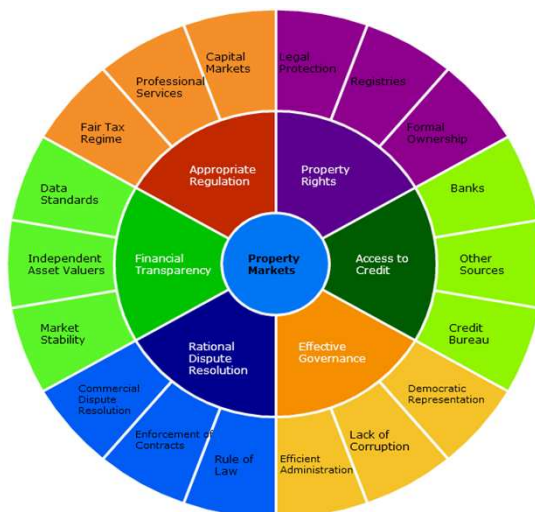 Capital
Markets
Legal
Protection
Professional
Services
Registries
Fair Tax
Regime
Formal
Ownership
Appropriate
Regulation
Property
Rights
Data
Standards
Banks
Independent
Asset Valuers
Financial
Transparency
Property
Markets
Access to
Credit
Other
Sources
Market
Stability
Rational
Dispute
Resolution
Effective
Governance
Credit
Bureau
Commercial
Dispute
Resolution
Democratic
Representation
Enforcement of
Contracts
Lack of
Corruption
Rule of
Law
Efficient
Administration